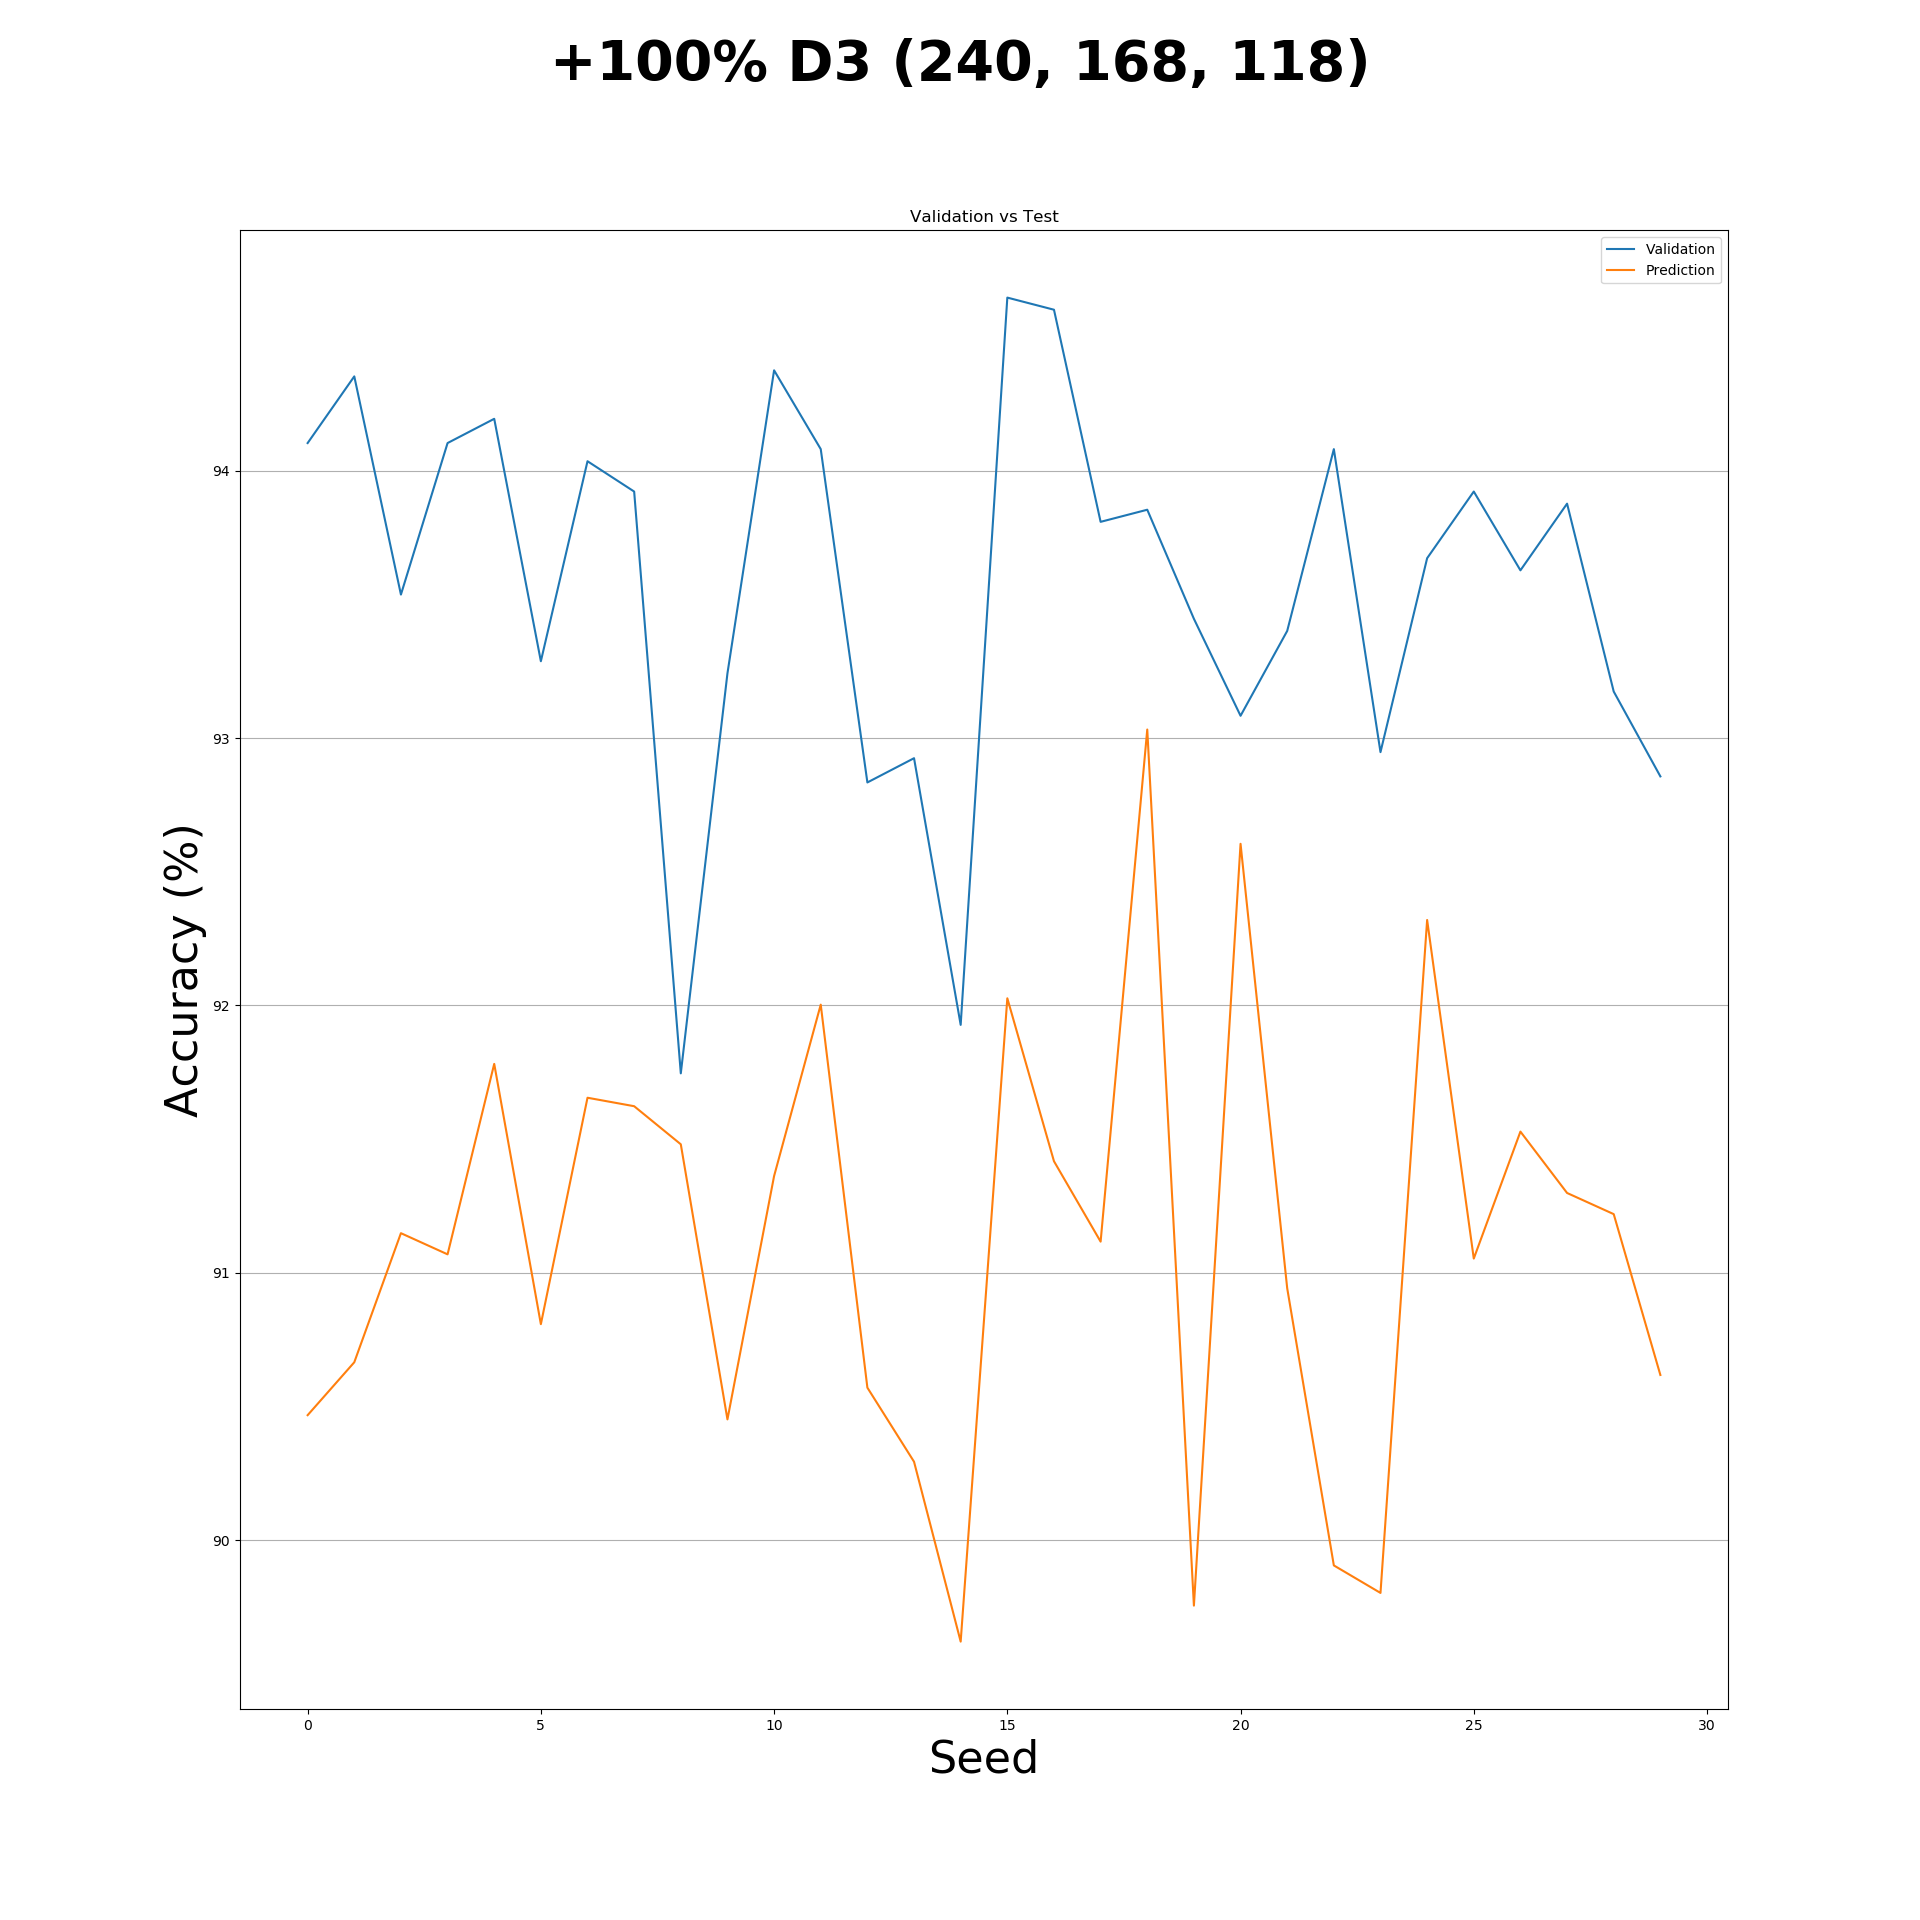 +100% D3 (240, 168, 118)
Validation vs Test
Validation
Prediction
94
93
92
91
90
Accuracy (%)
0 5 10 15 20 25 30
Seed